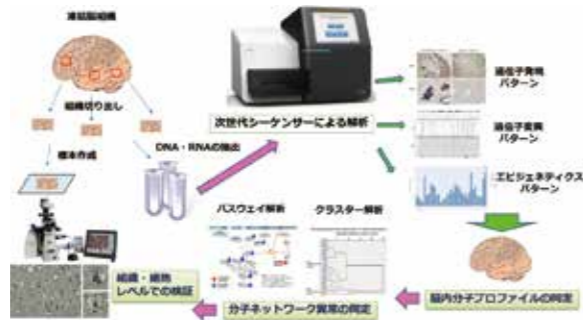 凍結脳組織
組織切り出し
標本作成
DNA・RNAの抽出
次世代シーケンサーによる解析
遺伝子発現
パターン
遺伝子変異
パターン
エピジェネティクス
パターン
パスウェイ解析
クラスター解析
組織・細胞
レベルでの検証
分子ネットワーク異常の同定
脳内分子プロファイルの同定